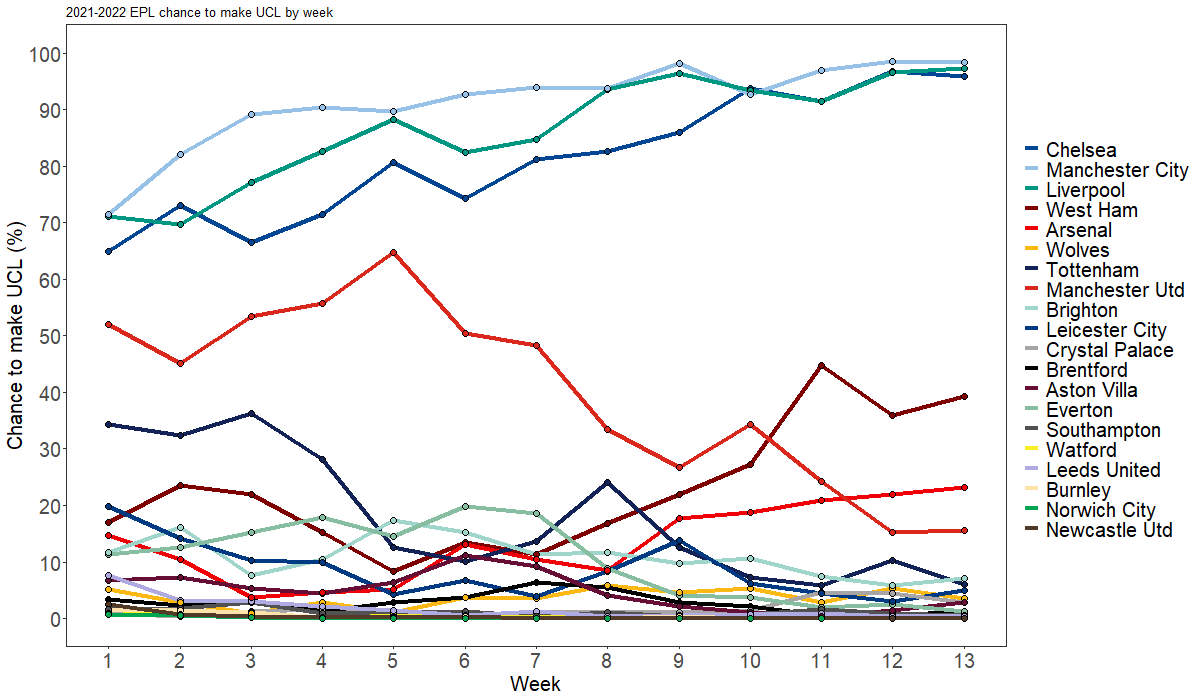 2021-2022 EPL chance to make UCL by week
Chance to make UCL (%)
100
90
80
70
60
50
40
30
20
10
0
1 2 3 4 5 6 7 8 9 10 11 12 13
Week
Chelsea
Manchester City
Liverpool
West Ham
Arsenal
Wolves
Tottenham
Manchester Utd
Brighton
Leicester City
Crystal Palace
Brentford
Aston Villa
Everton
Southampton
Watford
Leeds United
Burnley
Norwich City
Newcastle Utd